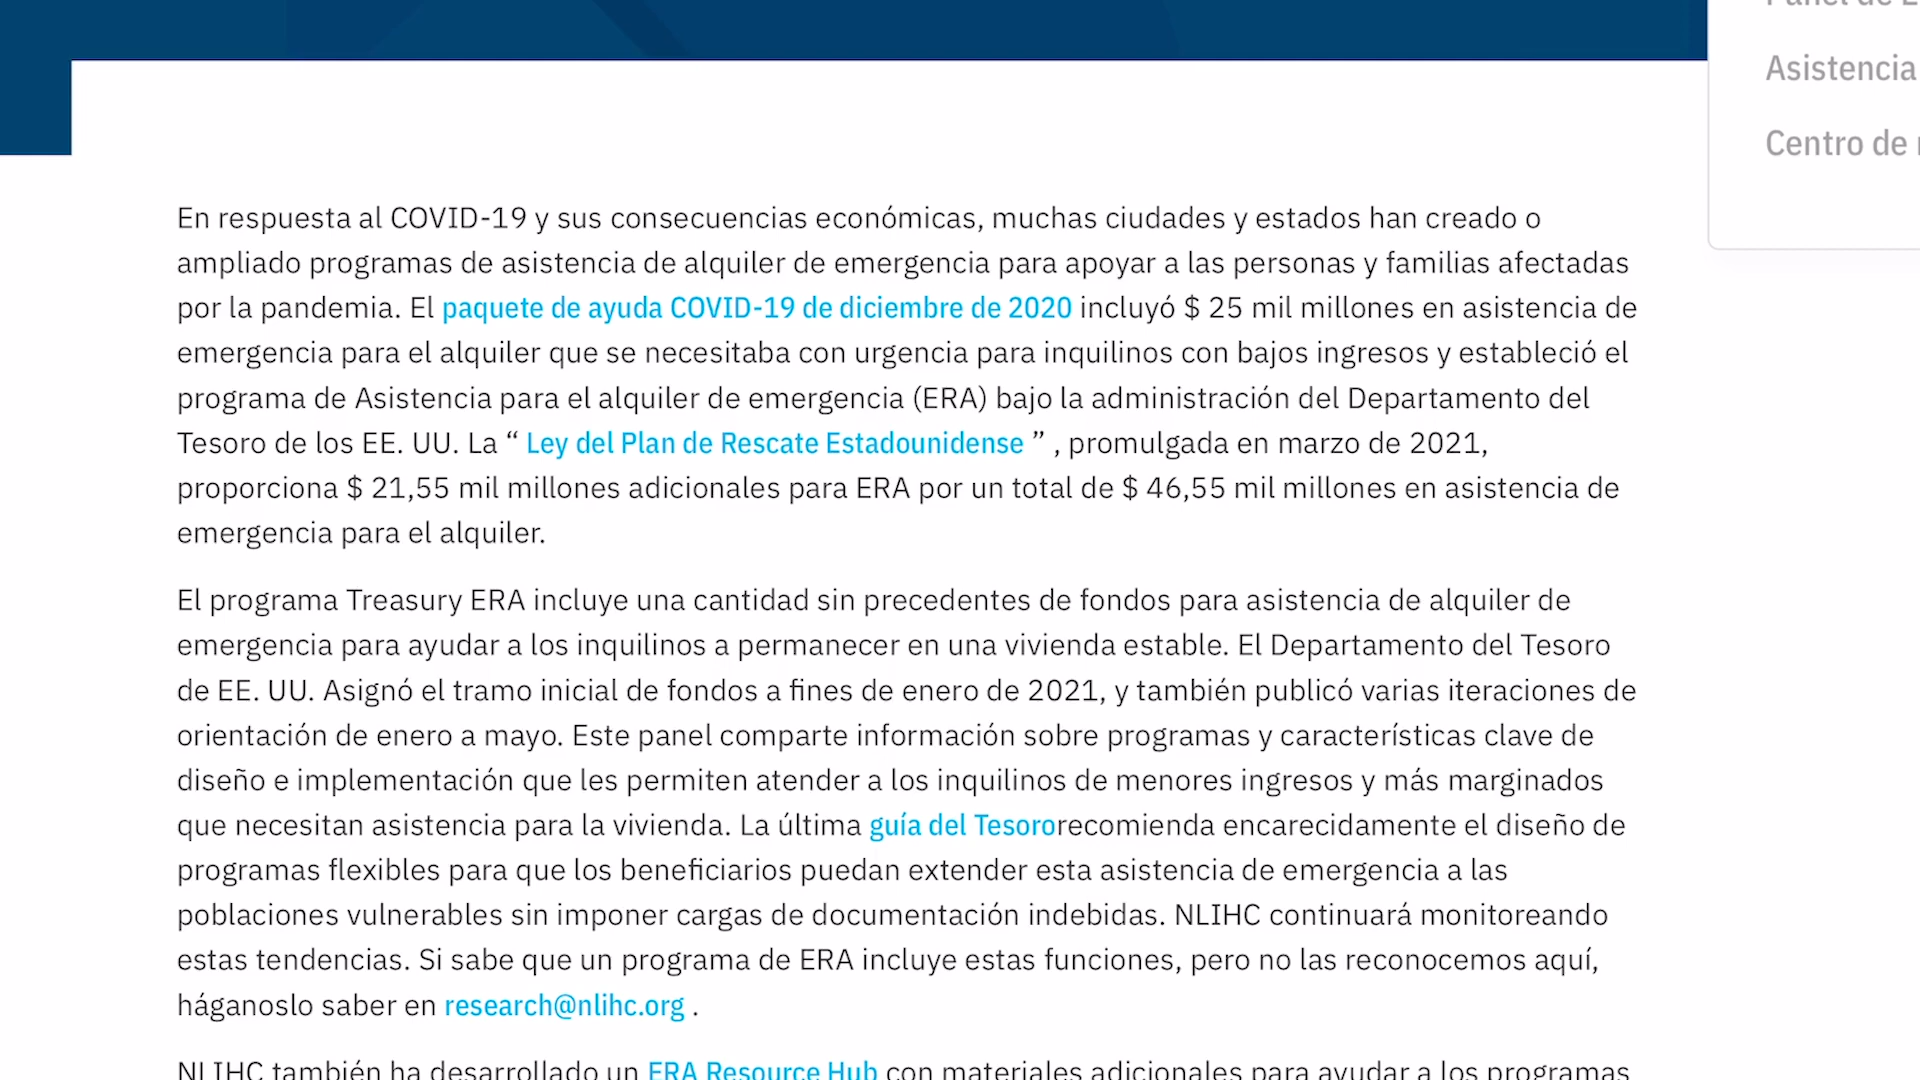 Asistencia
Centro de
En respuesta al COVID-19 y sus consecuencias económicas, muchas ciudades y estados han creado o
ampliado programas de asistencia de alquiler de emergencia para apoyar a las personas y familias afectadas
por la pandemia. El paquete de ayuda COVID-19 de diciembre de 2020 incluyó $ 25 mil millones en asistencia de
emergencia para el alquiler que se necesitaba con urgencia para inquilinos con bajos ingresos y estableció el
programa de Asistencia para el alquiler de emergencia (ERA) bajo la administración del Departamento del
Tesoro de los EE. UU. La “ Ley del Plan de Rescate Estadounidense ” , promulgada en marzo de 2021,
proporciona $ 21,55 mil millones adicionales para ERA por un total de $ 46,55 mil millones en asistencia de
emergencia para el alquiler.
El programa Treasury ERA incluye una cantidad sin precedentes de fondos para asistencia de alquiler de
emergencia para ayudar a los inquilinos a permanecer en una vivienda estable. El Departamento del Tesoro
de EE. UU. Asignó el tramo inicial de fondos a fines de enero de 2021, y también publicó varias iteraciones de
orientación de enero a mayo. Este panel comparte información sobre programas y características clave de
diseño e implementación que les permiten atender a los inquilinos de menores ingresos y más marginados
que necesitan asistencia para la vivienda. La última guía del Tesororecomienda encarecidamente el diseño de
programas flexibles para que los beneficiarios puedan extender esta asistencia de emergencia a las
poblaciones vulnerables sin imponer cargas de documentación indebidas. NLIHC continuará monitoreando
estas tendencias. Si sabe que un programa de ERA incluye estas funciones, pero no las reconocemos aquí,
háganoslo saber en research@nlihc.org .
NLIHC también ha desarrollado un ERA Resource Hub con materiales adicionales para ayudar a los programas